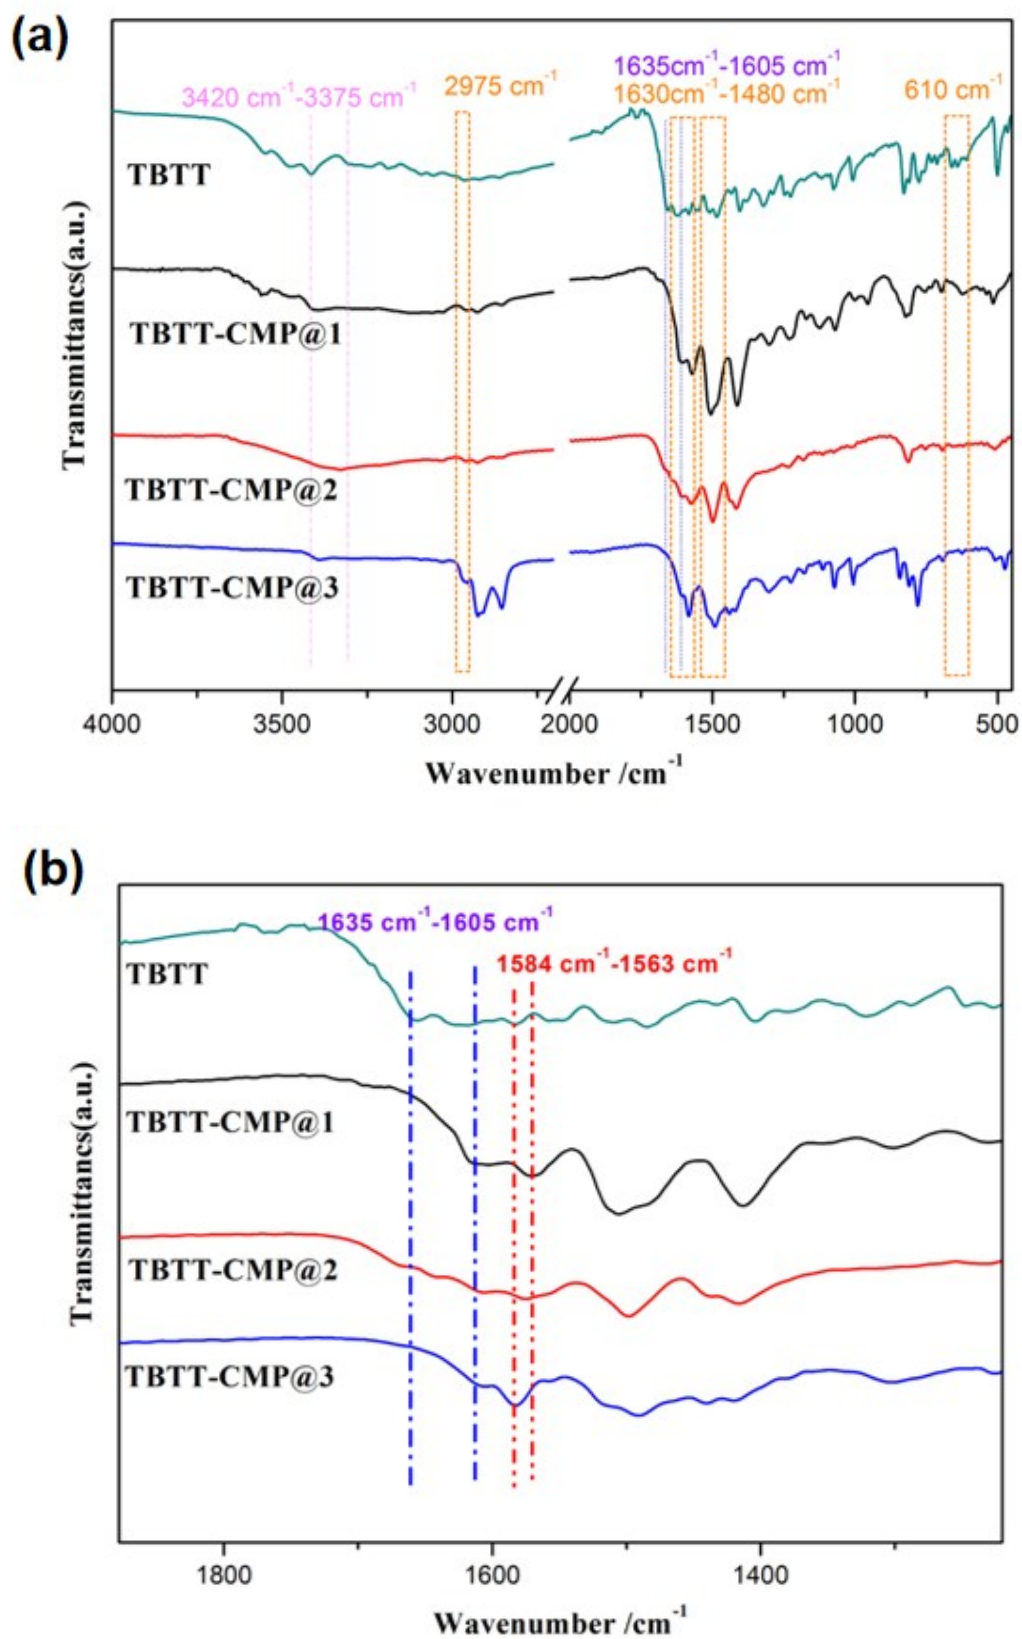 (a)
1635cm⁻¹-1605 cm⁻¹
3420 cm⁻¹-3375 cm⁻¹
2975 cm⁻¹
1630cm⁻¹-1480 cm⁻¹
610 cm⁻¹
TBTT
TBTT-CMP@1
TBTT-CMP@2
TBTT-CMP@3
Transmittancs(a.u.)
4000 3500 3000 2000 1500 1000 500
Wavenumber /cm⁻¹
(b)
1635 cm⁻¹-1605 cm⁻¹
1584 cm⁻¹-1563 cm⁻¹
TBTT
TBTT-CMP@1
TBTT-CMP@2
TBTT-CMP@3
Transmittancs(a.u.)
1800 1600 1400
Wavenumber /cm⁻¹